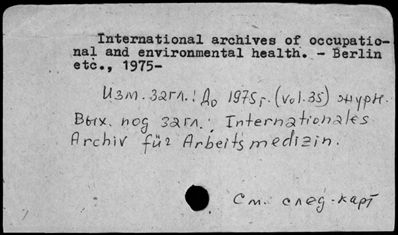 International archives of occupatio-
nal and environmental health. - Berlin
etc., 1975-
Изм. загл.: До 1975г. (vol.35) журн.
Вых. под загл.: Internationales
Archiv für Arbeitsmedizin.
См. след. карт